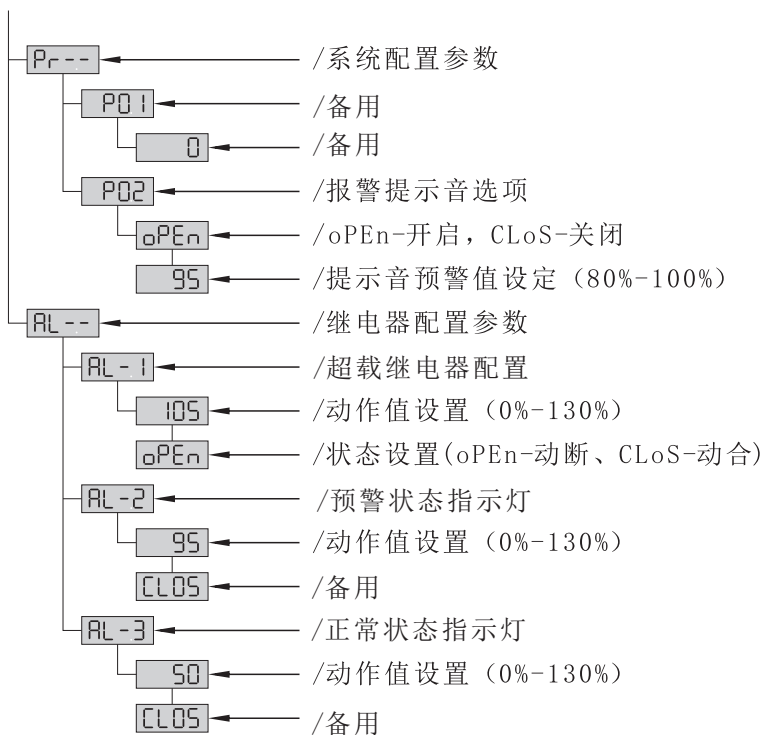 Pr--- /系统配置参数
P01 /备用
0 /备用
P02 /报警提示音选项
oPEn /oPEn-开启，CLoS-关闭
95 /提示音预警值设定（80%-100%）
AL-- /继电器配置参数
AL-1 /超载继电器配置
105 /动作值设置（0%-130%）
oPEn /状态设置(oPEn-动断、CLoS-动合)
AL-2 /预警状态指示灯
95 /动作值设置（0%-130%）
CLOS /备用
AL-3 /正常状态指示灯
50 /动作值设置（0%-130%）
CLOS /备用